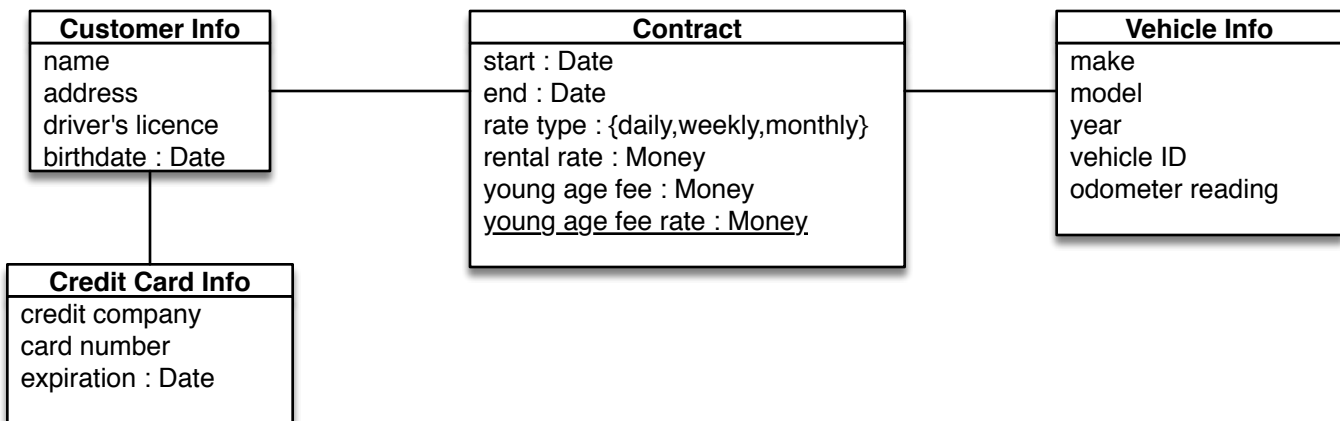 Customer Info
name
address
driver's licence
birthdate : Date
Contract
start : Date
end : Date
rate type : {daily,weekly,monthly}
rental rate : Money
young age fee : Money
young age fee rate : Money
Vehicle Info
make
model
year
vehicle ID
odometer reading
Credit Card Info
credit company
card number
expiration : Date